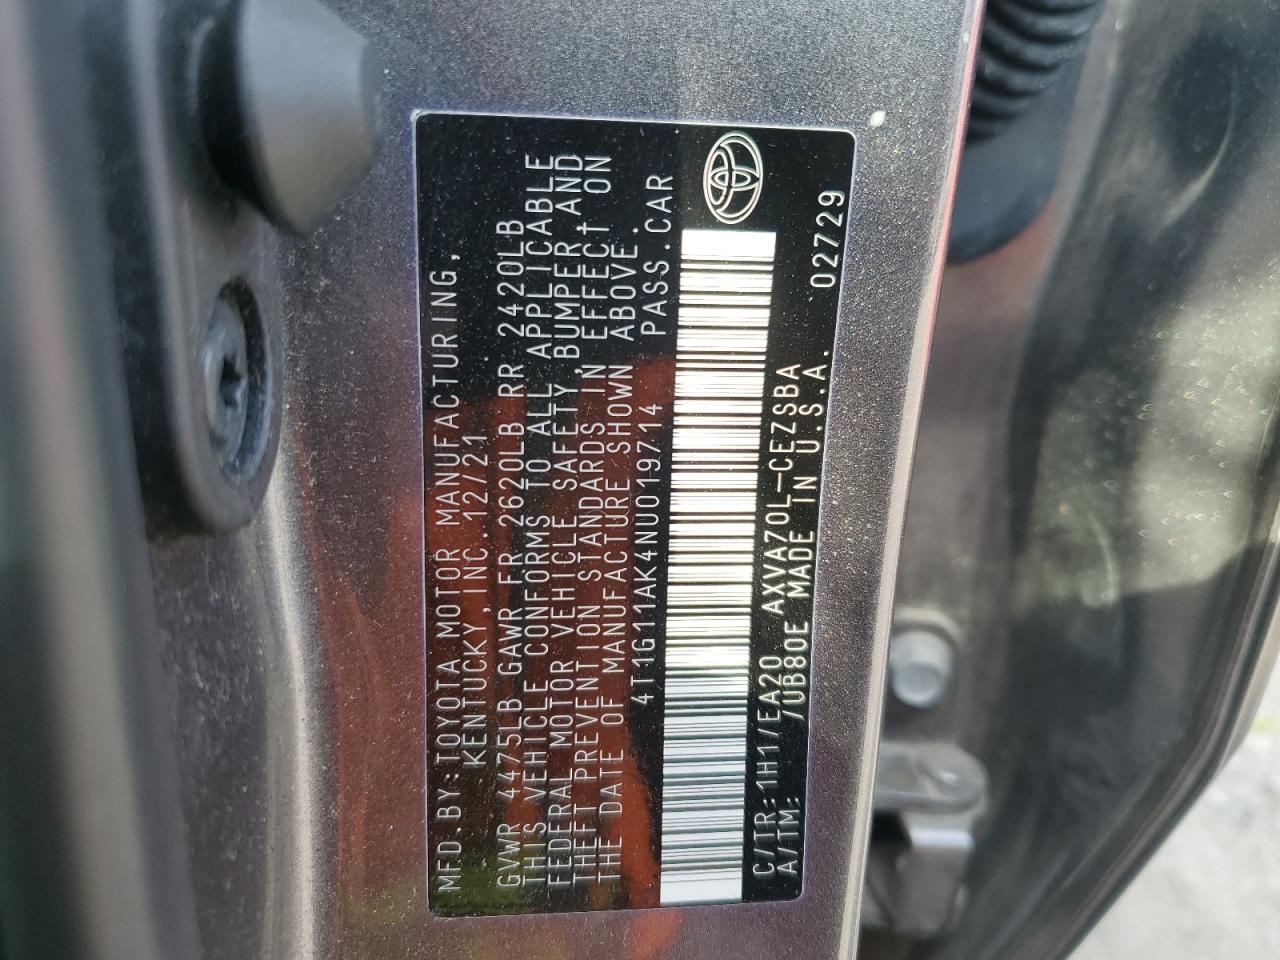 MFD.BY:TOYOTA MOTOR MANUFACTURING,
KENTUCKY,INC.12/21
GVWR 4475LB GAWR FR 2620LB RR 2420LB
THIS VEHICLE CONFORMS TO ALL APPLICABLE
FEDERAL MOTOR VEHICLE SAFETY,BUMPER,AND
THEFT PREVENTION STANDARDS IN EFFECT ON
THE DATE OF MANUFACTURE SHOWN ABOVE.
4T1G11AK4NU019714 PASS.CAR
C/TR:1H1/EA20 AXVA70L-CEZSBA 02729
A/TM: /UB80E MADE IN U.S.A.